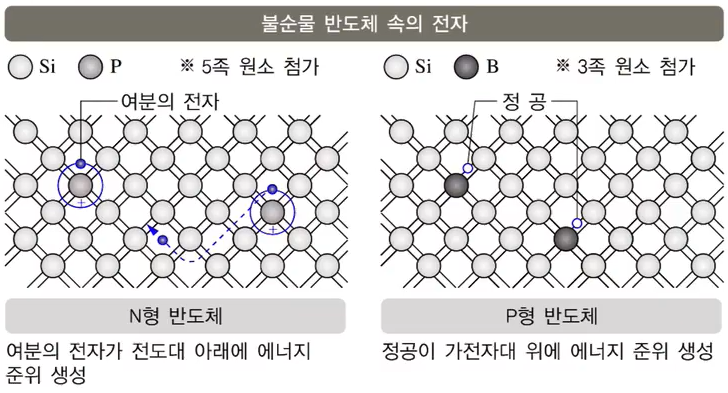 불순물 반도체 속의 전자
Si P ※ 5족 원소 첨가
여분의 전자
+
+
N형 반도체
여분의 전자가 전도대 아래에 에너지
준위 생성
Si B ※ 3족 원소 첨가
정 공
P형 반도체
정공이 가전자대 위에 에너지 준위 생성